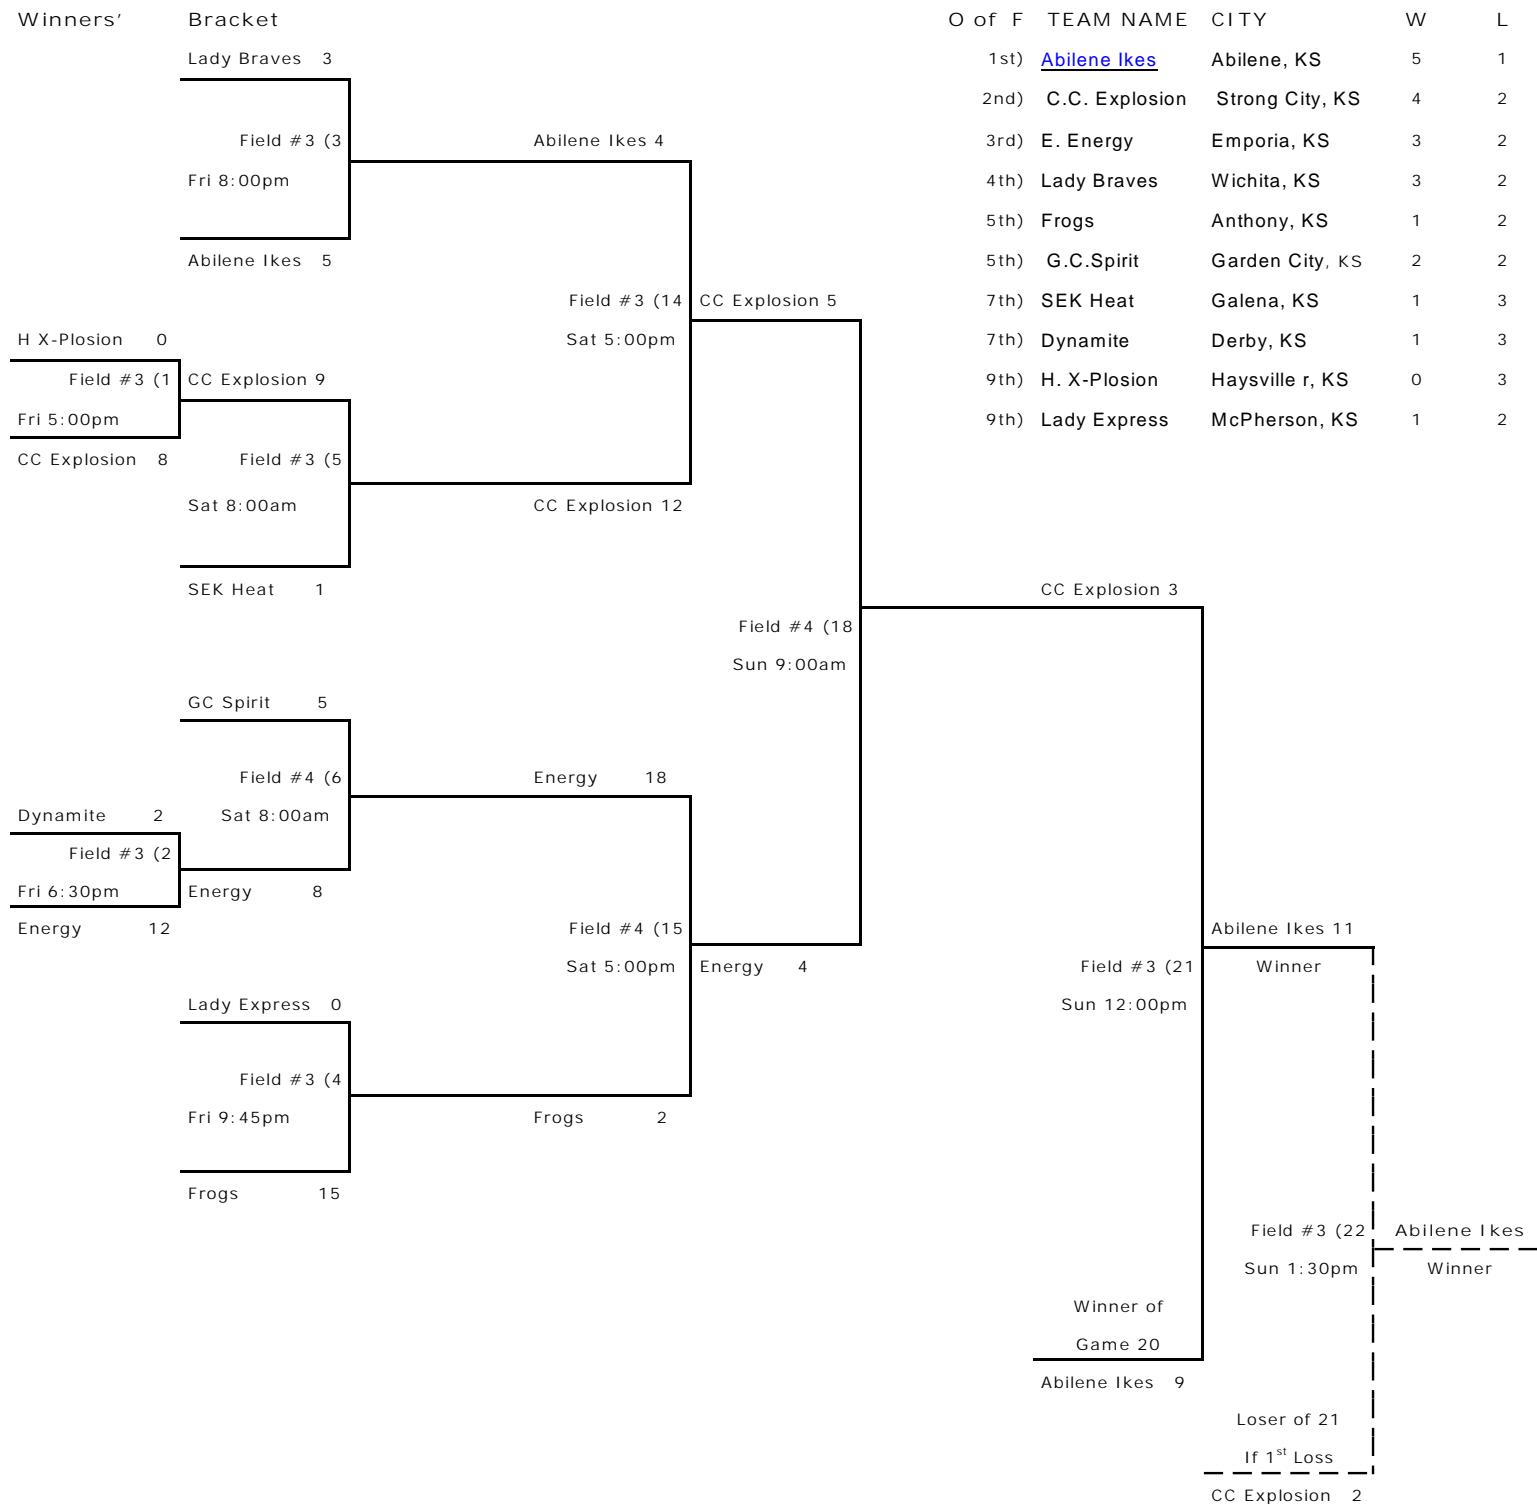 Winners' Bracket
O of F TEAM NAME CITY W L
1st) Abilene Ikes Abilene, KS 5 1
2nd) C.C. Explosion Strong City, KS 4 2
3rd) E. Energy Emporia, KS 3 2
4th) Lady Braves Wichita, KS 3 2
5th) Frogs Anthony, KS 1 2
5th) G.C.Spirit Garden City, KS 2 2
7th) SEK Heat Galena, KS 1 3
7th) Dynamite Derby, KS 1 3
9th) H. X-Plosion Haysville r, KS 0 3
9th) Lady Express McPherson, KS 1 2
Lady Braves 3
Field #3 (3
Fri 8:00pm
Abilene Ikes 5
H X-Plosion 0
Field #3 (1
Fri 5:00pm
CC Explosion 8
CC Explosion 9
Field #3 (5
Sat 8:00am
SEK Heat 1
Abilene Ikes 4
Field #3 (14
Sat 5:00pm
CC Explosion 12
GC Spirit 5
Field #4 (6
Sat 8:00am
Dynamite 2
Field #3 (2
Fri 6:30pm
Energy 12
Energy 8
Lady Express 0
Field #3 (4
Fri 9:45pm
Frogs 15
Energy 18
Field #4 (15
Sat 5:00pm
Frogs 2
CC Explosion 5
Field #4 (18
Sun 9:00am
Energy 4
CC Explosion 3
Field #3 (21
Sun 12:00pm
Winner of
Game 20
Abilene Ikes 9
Abilene Ikes 11
Winner
Field #3 (22
Sun 1:30pm
Loser of 21
If 1st Loss
CC Explosion 2
Abilene Ikes
Winner